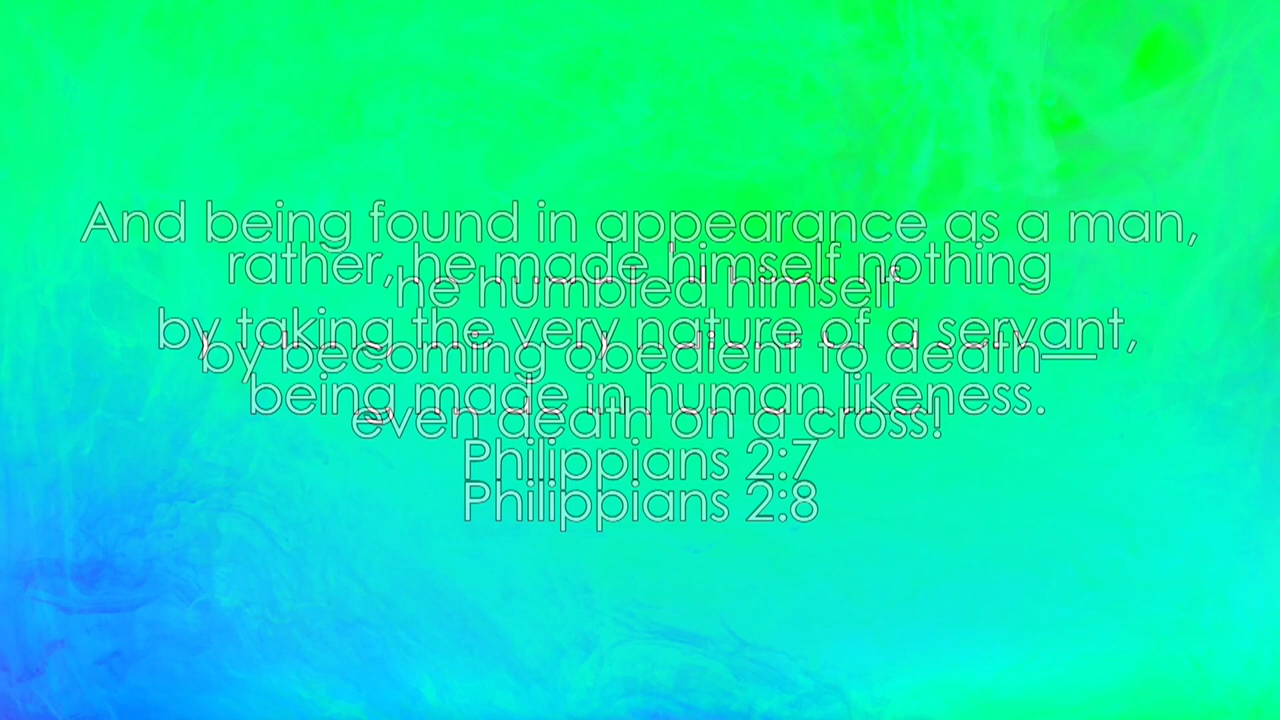 And being found in appearance as a man,
rather, he made himself nothing
he humbled himself
by taking the very nature of a servant,
by becoming obedient to death—
being made in human likeness.
even death on a cross!
Philippians 2:7
Philippians 2:8